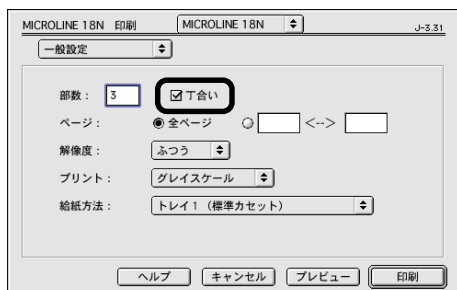 MICROLINE 18N 印刷 MICROLINE 18N J-3.31
一般設定
部数： 3 丁合い
ページ： 全ページ <-->
解像度： ふつう
プリント： グレイスケール
給紙方法： トレイ1（標準カセット）
ヘルプ キャンセル プレビュー 印刷